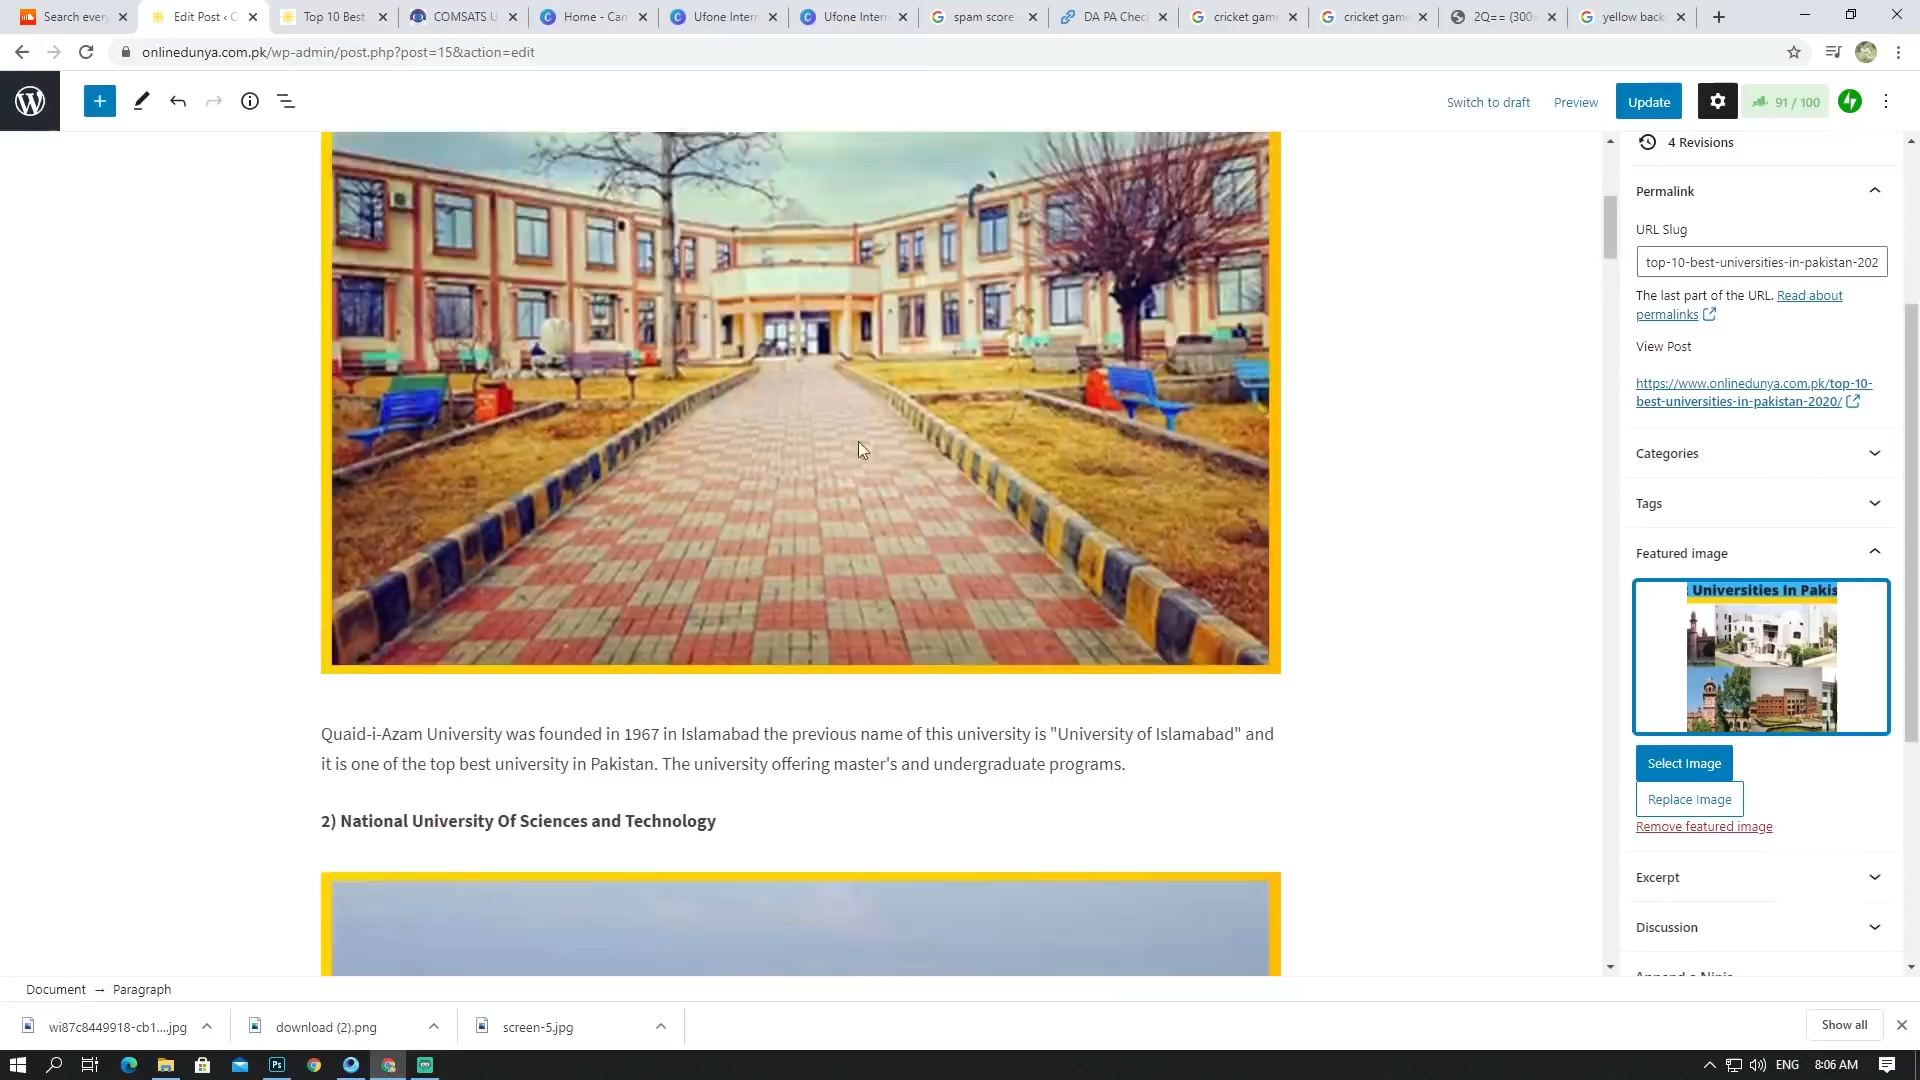 Search ever
Edit Post ‹ O
Top 10 Best
COMSATS U
Home - Can
Ufone Intern
Ufone Intern
spam score
DA PA Chec
cricket game
cricket game
2Q== (300×
yellow back
onlinedunya.com.pk/wp-admin/post.php?post=15&action=edit
Switch to draft
Preview
Update
91 / 100
4 Revisions
Permalink
URL Slug
top-10-best-universities-in-pakistan-202
The last part of the URL. Read about
permalinks
View Post
https://www.onlinedunya.com.pk/top-10-
best-universities-in-pakistan-2020/
Categories
Tags
Featured image
Universities In Pakis
Select Image
Replace Image
Remove featured image
Excerpt
Discussion
Quaid-i-Azam University was founded in 1967 in Islamabad the previous name of this university is "University of Islamabad" and
it is one of the top best university in Pakistan. The university offering master's and undergraduate programs.
2) National University Of Sciences and Technology
Document → Paragraph
wi87c8449918-cb1....jpg
download (2).png
screen-5.jpg
Show all
Ps
ENG
8:06 AM